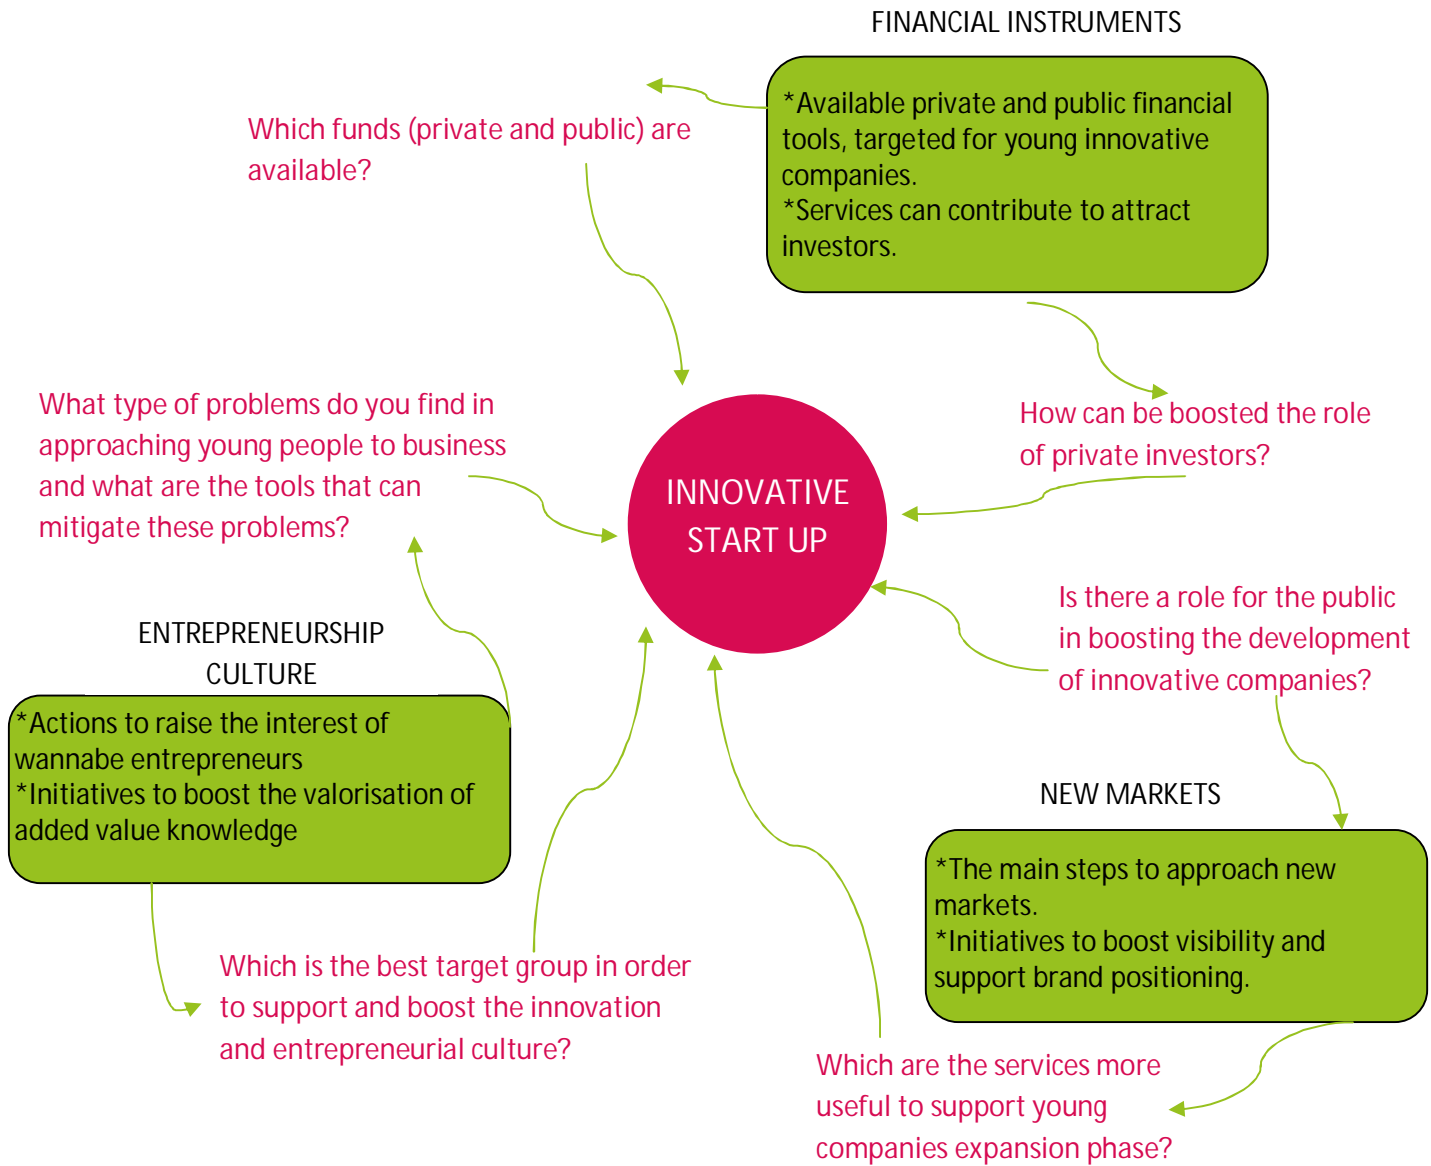 FINANCIAL INSTRUMENTS
*Available private and public financial
tools, targeted for young innovative
companies.
*Services can contribute to attract
investors.
Which funds (private and public) are
available?
What type of problems do you find in
approaching young people to business
and what are the tools that can
mitigate these problems?
How can be boosted the role
of private investors?
INNOVATIVE
START UP
Is there a role for the public
in boosting the development
of innovative companies?
ENTREPRENEURSHIP
CULTURE
*Actions to raise the interest of
wannabe entrepreneurs
*Initiatives to boost the valorisation of
added value knowledge
NEW MARKETS
*The main steps to approach new
markets.
*Initiatives to boost visibility and
support brand positioning.
Which is the best target group in order
to support and boost the innovation
and entrepreneurial culture?
Which are the services more
useful to support young
companies expansion phase?